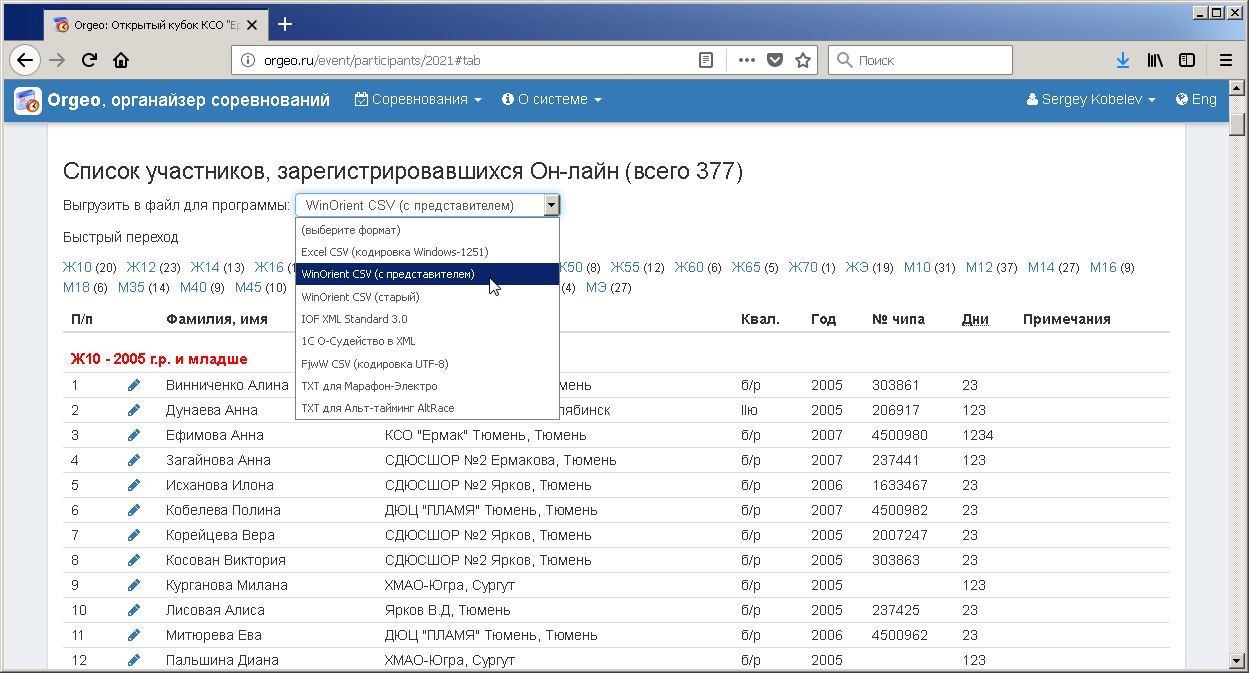 Orgeo: Открытый кубок КСО "Ер
orgeo.ru/event/participants/2021#tab
Поиск
Orgeo, органайзер соревнований Соревнования О системе Sergey Kobelev Eng
Список участников, зарегистрировавшихся Он-лайн (всего 377)
Выгрузить в файл для программы: WinOrient CSV (с представителем)
(выберите формат)
Excel CSV (кодировка Windows-1251)
WinOrient CSV (с представителем)
WinOrient CSV (старый)
IOF XML Standard 3.0
1С О-Судейство в XML
FjwW CSV (кодировка UTF-8)
TXT для Марафон-Электро
TXT для Альт-тайминг AltRace
Быстрый переход
Ж10 (20) Ж12 (23) Ж14 (13) Ж16 (1 К50 (8) Ж55 (12) Ж60 (6) Ж65 (5) Ж70 (1) ЖЭ (19) М10 (31) М12 (37) М14 (27) М16 (9)
М18 (6) М35 (14) М40 (9) М45 (10) (4) МЭ (27)
П/п Фамилия, имя Квал. Год № чипа Дни Примечания
Ж10 - 2005 г.р. и младше
1 Винниченко Алина мень б/р 2005 303861 23
2 Дунаева Анна лябинск IIю 2005 206917 123
3 Ефимова Анна КСО "Ермак" Тюмень, Тюмень б/р 2007 4500980 1234
4 Загайнова Анна СДЮСШОР №2 Ермакова, Тюмень б/р 2007 237441 123
5 Исханова Илона СДЮСШОР №2 Ярков, Тюмень б/р 2006 1633467 23
6 Кобелева Полина ДЮЦ "ПЛАМЯ" Тюмень, Тюмень б/р 2007 4500982 23
7 Корейцева Вера СДЮСШОР №2 Ярков, Тюмень б/р 2005 2007247 23
8 Косован Виктория СДЮСШОР №2 Ярков, Тюмень б/р 2005 303863 23
9 Курганова Милана ХМАО-Югра, Сургут б/р 2005 123
10 Лисовая Алиса Ярков В.Д, Тюмень б/р 2005 237425 23
11 Митюрева Ева ДЮЦ "ПЛАМЯ" Тюмень, Тюмень б/р 2006 4500962 23
12 Пальшина Диана ХМАО-Югра, Сургут б/р 2005 123